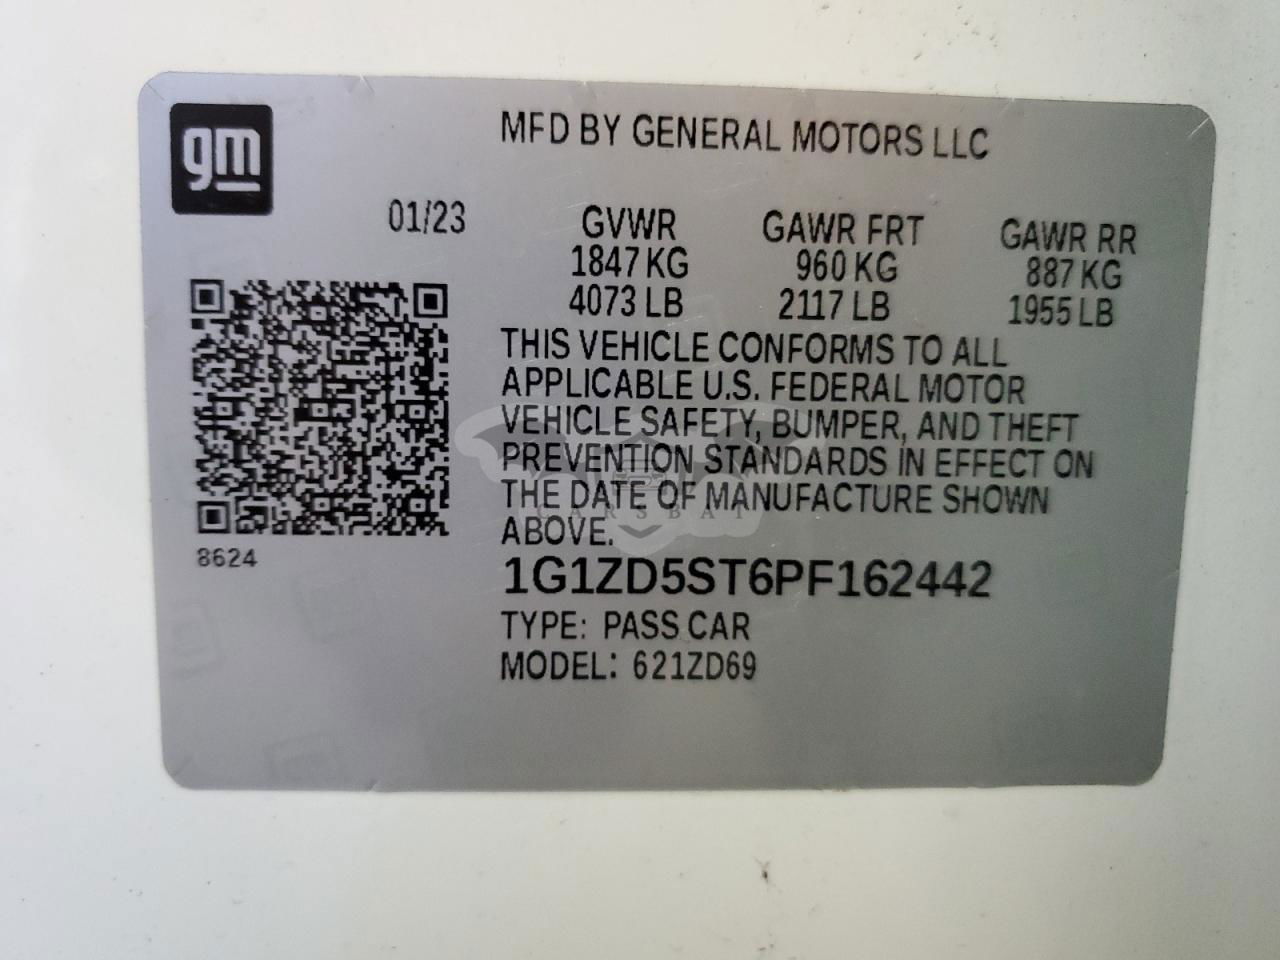 gm
MFD BY GENERAL MOTORS LLC
01/23
GVWR GAWR FRT GAWR RR
1847 KG 960 KG 887 KG
4073 LB 2117 LB 1955 LB
THIS VEHICLE CONFORMS TO ALL
APPLICABLE U.S. FEDERAL MOTOR
VEHICLE SAFETY, BUMPER, AND THEFT
PREVENTION STANDARDS IN EFFECT ON
THE DATE OF MANUFACTURE SHOWN
CARSBAT
ABOVE.
8624
1G1ZD5ST6PF162442
TYPE: PASS CAR
MODEL: 621ZD69